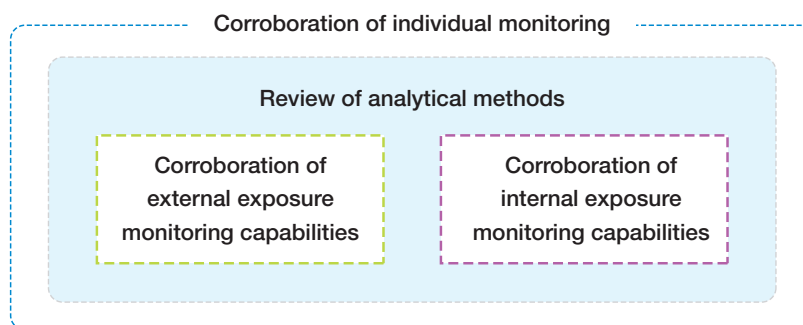 Corroboration of individual monitoring
Review of analytical methods
Corroboration of
external exposure
monitoring capabilities
Corroboration of
internal exposure
monitoring capabilities